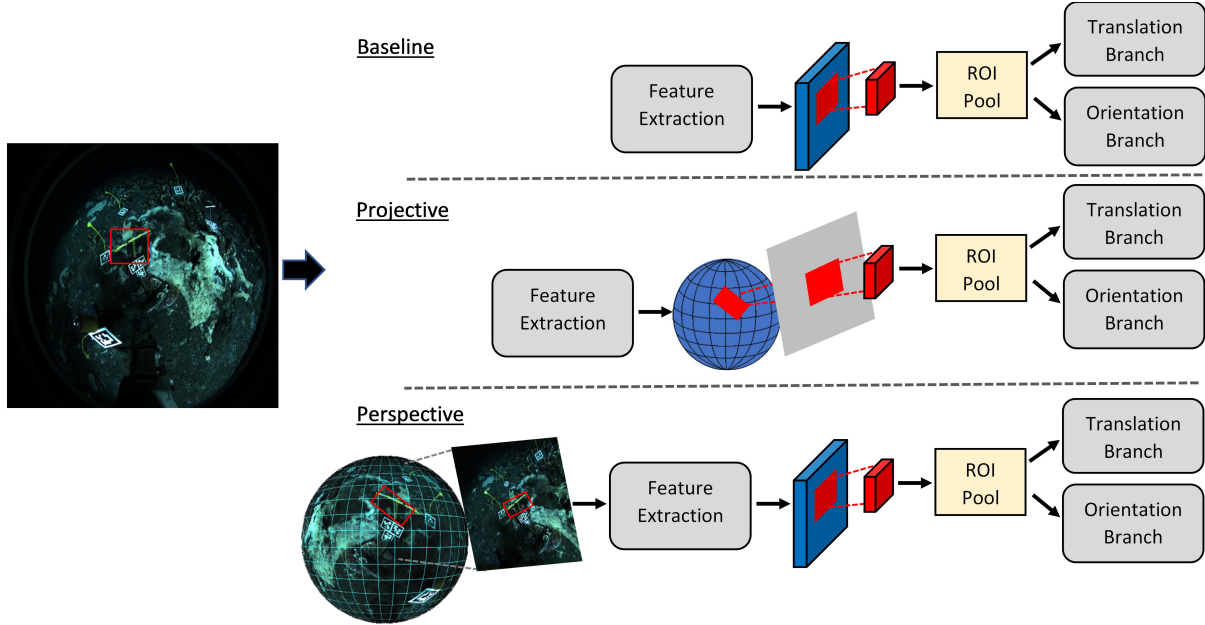 Baseline
Feature
Extraction
ROI
Pool
Translation
Branch
Orientation
Branch
Projective
Feature
Extraction
ROI
Pool
Translation
Branch
Orientation
Branch
Perspective
Feature
Extraction
ROI
Pool
Translation
Branch
Orientation
Branch